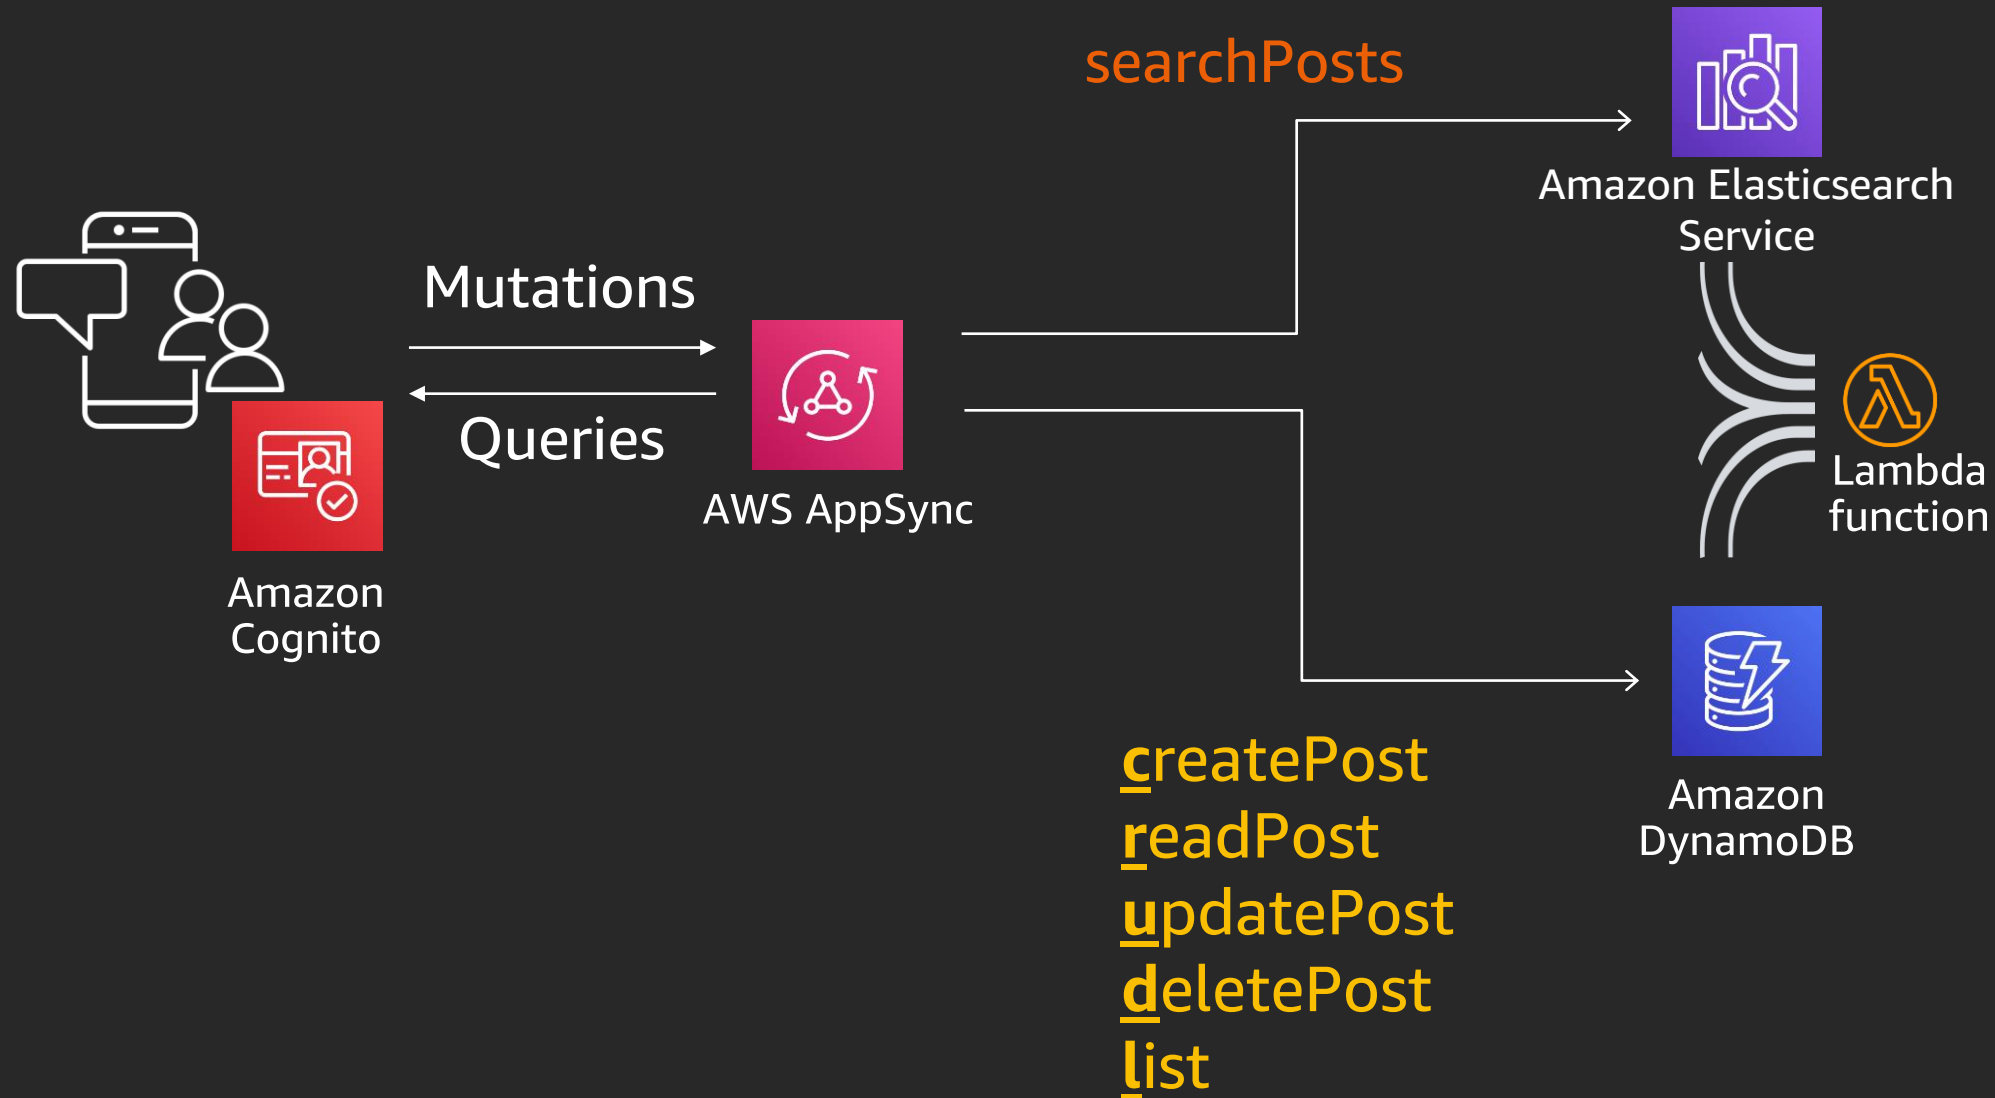 searchPosts
Amazon Elasticsearch
Service
Mutations
Queries
AWS AppSync
Lambda
function
Amazon
Cognito
createPost
readPost
updatePost
deletePost
list
Amazon
DynamoDB